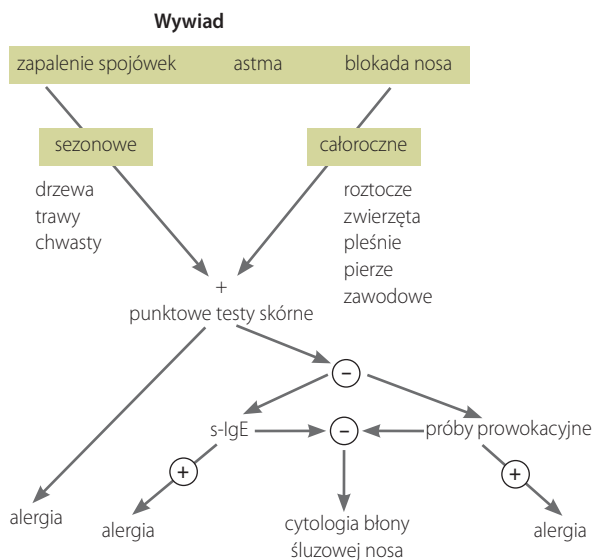 Wywiad
zapalenie spojówek astma blokada nosa
sezonowe
całoroczne
drzewa
trawy
chwasty
roztocze
zwierzęta
pleśnie
pierze
zawodowe
+
punktowe testy skórne
−
s-IgE
−
próby prowokacyjne
+
+
alergia
alergia
cytologia błony
śluzowej nosa
alergia